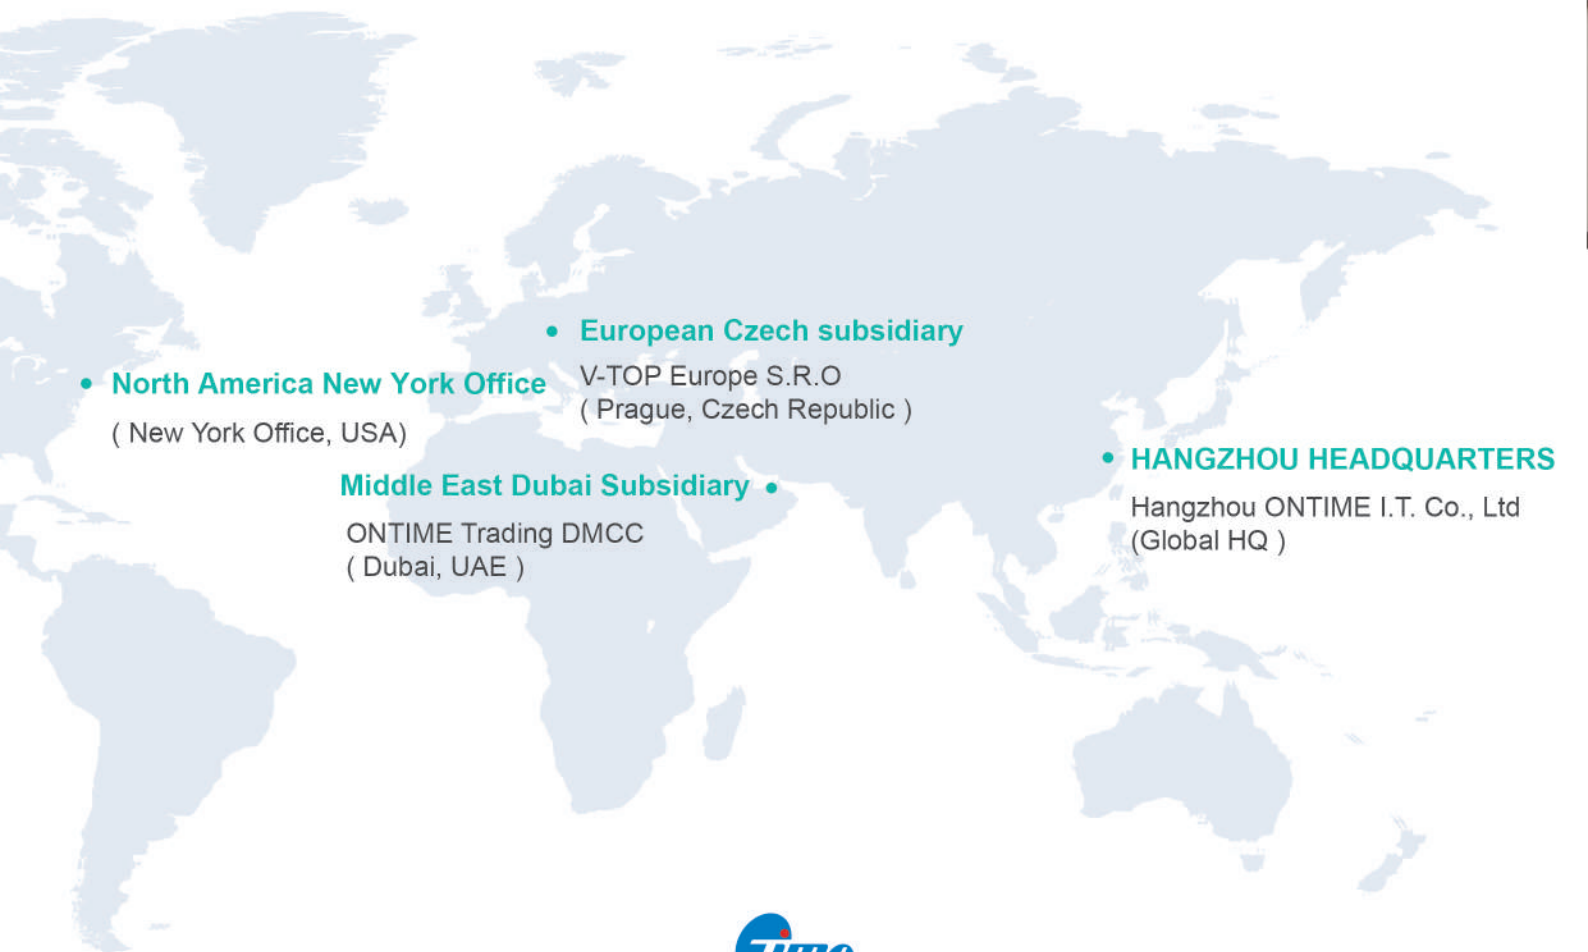 European Czech subsidiary
V-TOP Europe S.R.O
( Prague, Czech Republic )
North America New York Office
( New York Office, USA)
Middle East Dubai Subsidiary
ONTIME Trading DMCC
( Dubai, UAE )
HANGZHOU HEADQUARTERS
Hangzhou ONTIME I.T. Co., Ltd
(Global HQ )